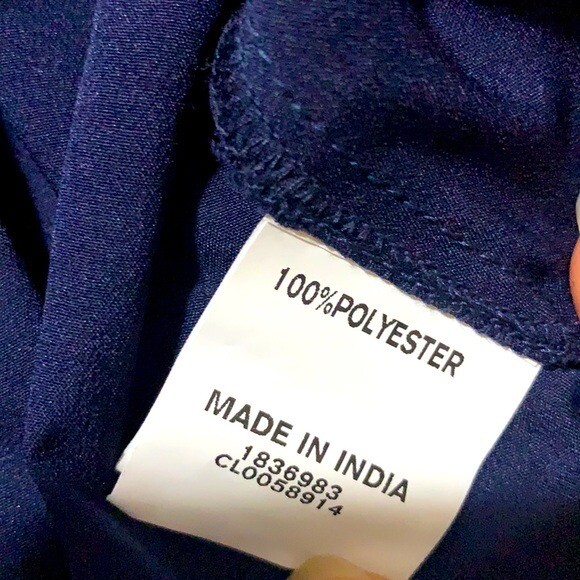 100%POLYESTER
MADE IN INDIA
1836983
CL0058914